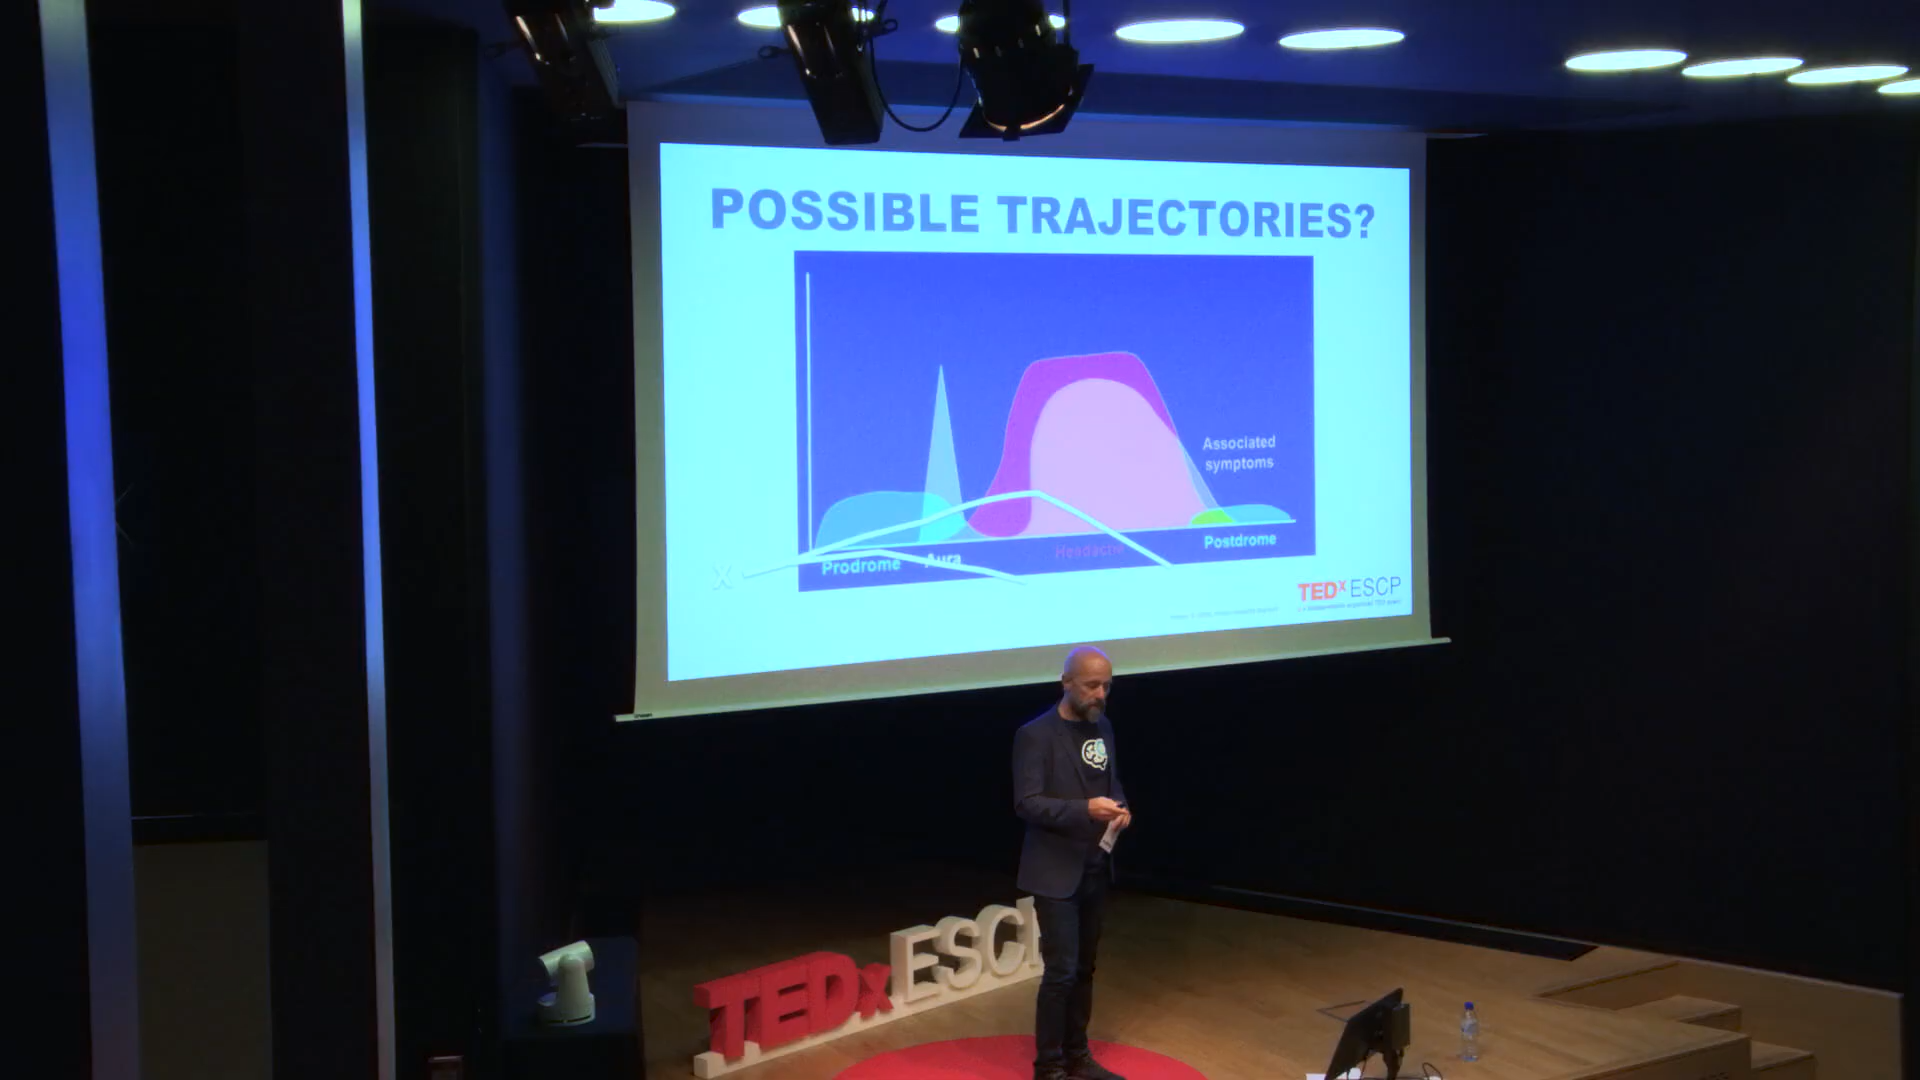 POSSIBLE TRAJECTORIES?
Associated
symptoms
X
Prodrome
Aura
Headache
Postdrome
TEDx ESCP
TEDx ESCP